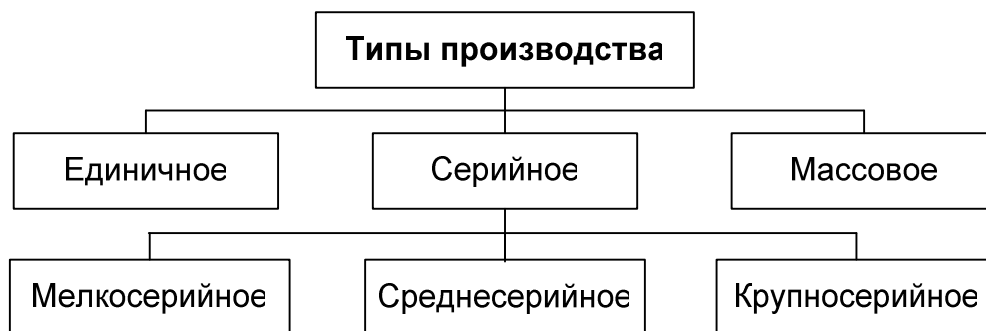 Типы производства
Единичное
Серийное
Массовое
Мелкосерийное
Среднесерийное
Крупносерийное